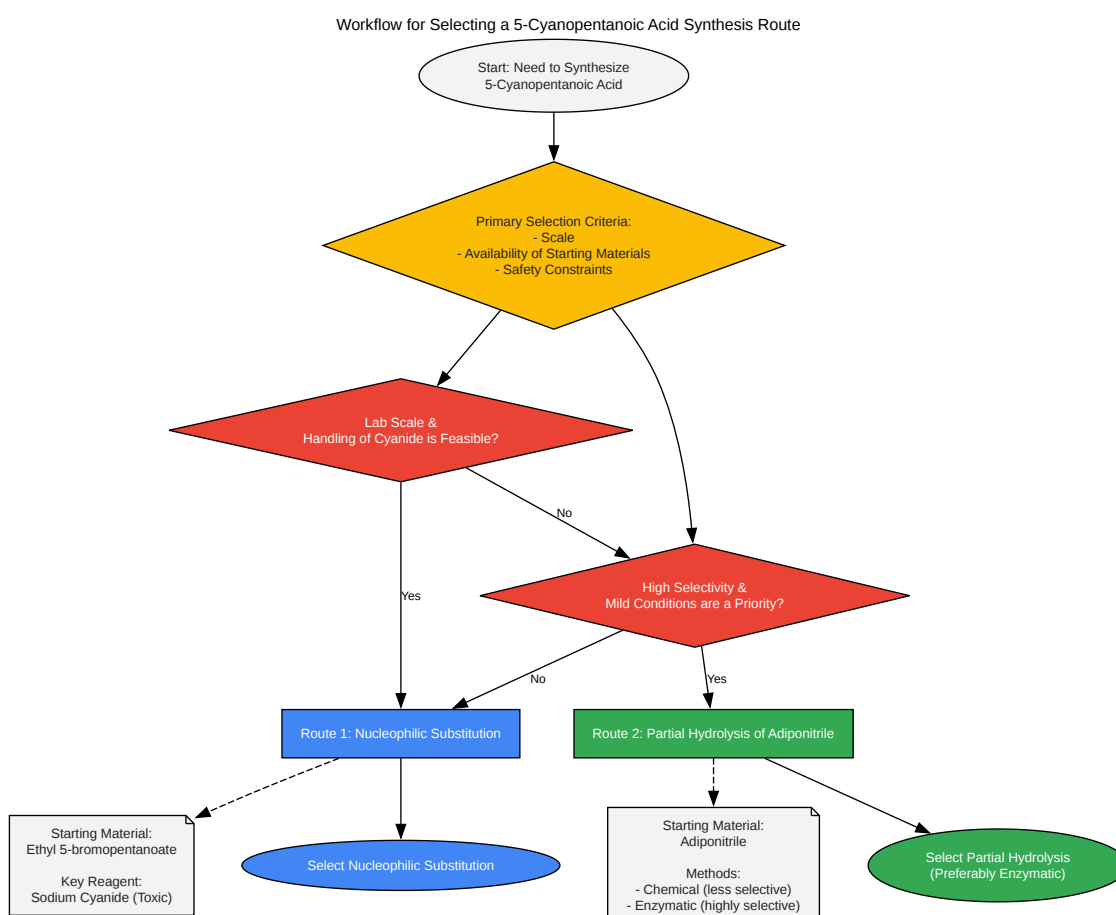 Workflow for Selecting a 5-Cyanopentanoic Acid Synthesis Route
Start: Need to Synthesize
5-Cyanopentanoic Acid
Primary Selection Criteria:
- Scale
- Availability of Starting Materials
- Safety Constraints
Lab Scale &
Handling of Cyanide is Feasible?
No
High Selectivity &
Mild Conditions are a Priority?
Yes
No
Yes
Route 1: Nucleophilic Substitution
Route 2: Partial Hydrolysis of Adiponitrile
Starting Material:
Ethyl 5-bromopentanoate
Key Reagent:
Sodium Cyanide (Toxic)
Select Nucleophilic Substitution
Starting Material:
Adiponitrile
Methods:
- Chemical (less selective)
- Enzymatic (highly selective)
Select Partial Hydrolysis
(Preferably Enzymatic)